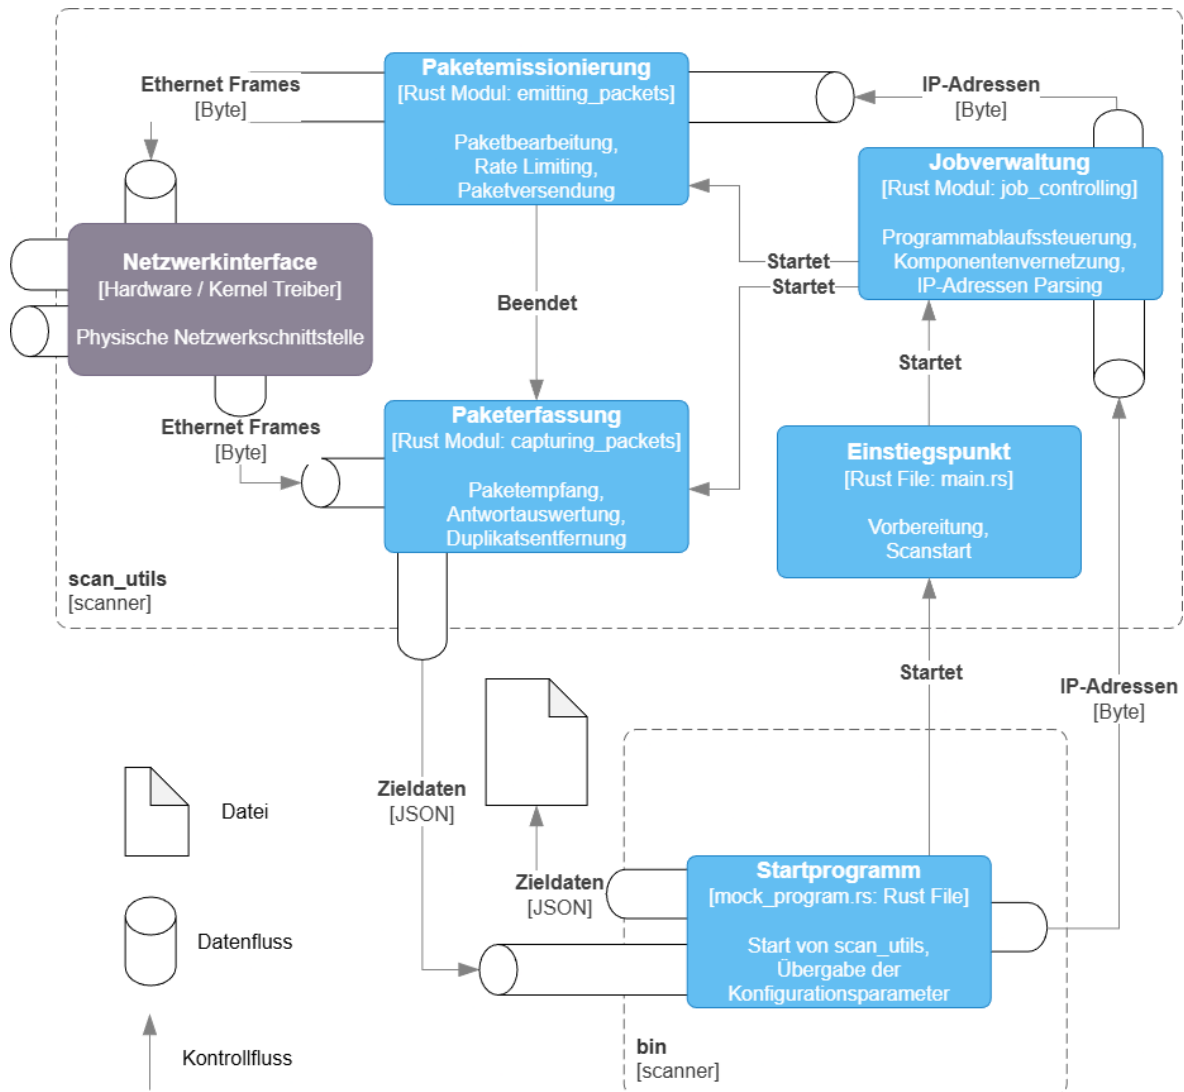 Paketemissionierung
[Rust Modul: emitting_packets]
Paketbearbeitung,
Rate Limiting,
Paketversendung
Ethernet Frames
[Byte]
IP-Adressen
[Byte]
Jobverwaltung
[Rust Modul: job_controlling]
Programmablaufssteuerung,
Komponentenvernetzung,
IP-Adressen Parsing
Netzwerkinterface
[Hardware / Kernel Treiber]
Physische Netzwerkschnittstelle
Startet
Startet
Beendet
Startet
Ethernet Frames
[Byte]
Paketerfassung
[Rust Modul: capturing_packets]
Paketempfang,
Antwortauswertung,
Duplikatsentfernung
Einstiegspunkt
[Rust File: main.rs]
Vorbereitung,
Scanstart
scan_utils
[scanner]
Startet
IP-Adressen
[Byte]
Zieldaten
[JSON]
Zieldaten
[JSON]
Startprogramm
[mock_program.rs: Rust File]
Start von scan_utils,
Übergabe der
Konfigurationsparameter
bin
[scanner]
Datei
Datenfluss
Kontrollfluss